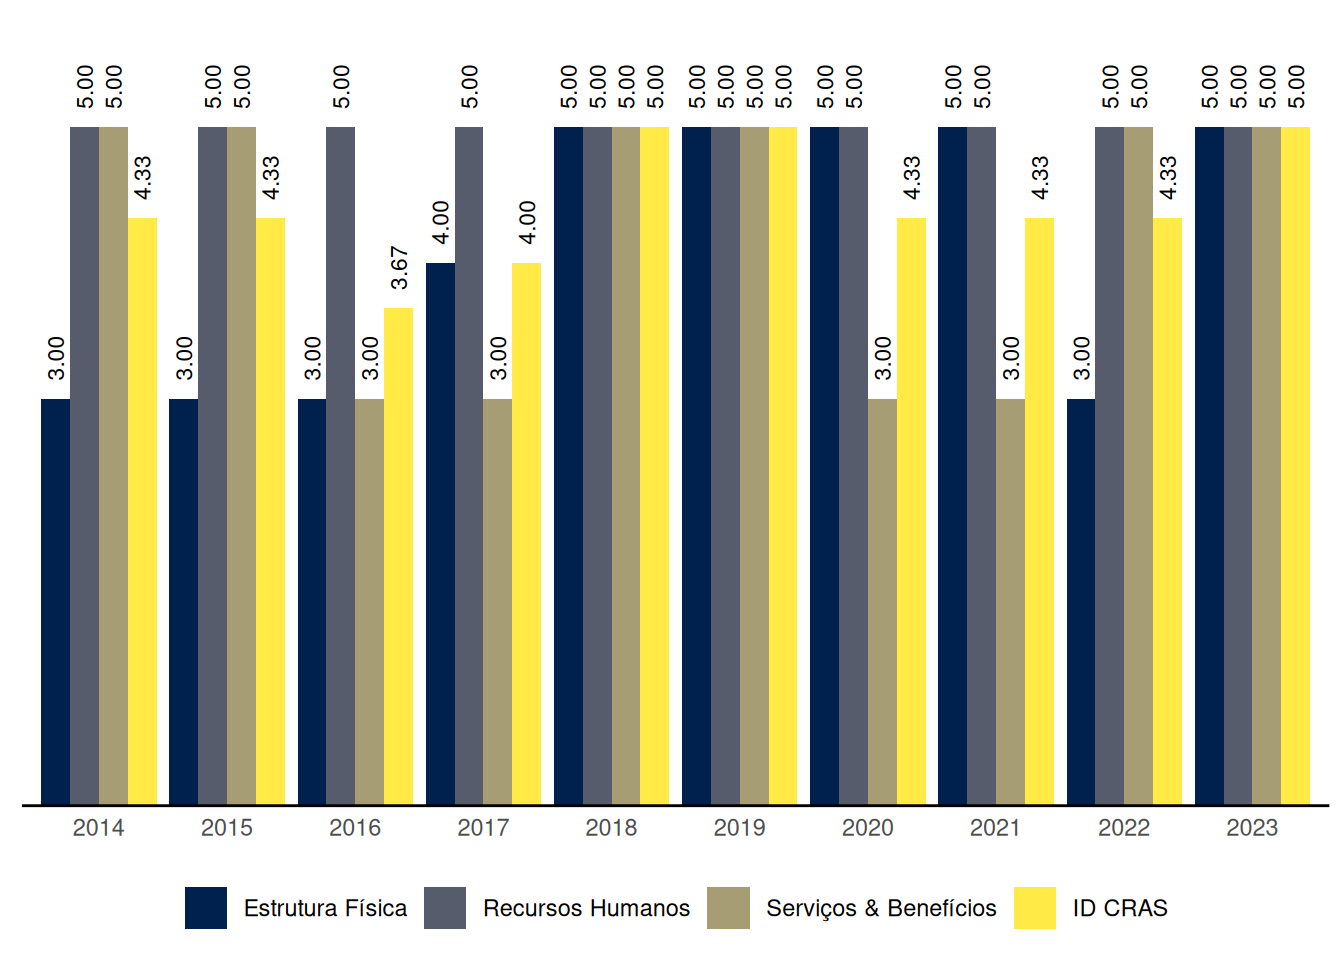 5.00 5.00 5.00 5.00 5.00 5.00 5.00 5.00 5.00 5.00 5.00 5.00 5.00 5.00 5.00 5.00 5.00 5.00 5.00 5.00 5.00 5.00 5.00 5.00
4.33 4.33 4.33 4.33 4.33
4.00 4.00
3.67
3.00 3.00 3.00 3.00 3.00 3.00 3.00 3.00
2014 2015 2016 2017 2018 2019 2020 2021 2022 2023
Estrutura Física Recursos Humanos Serviços & Benefícios ID CRAS